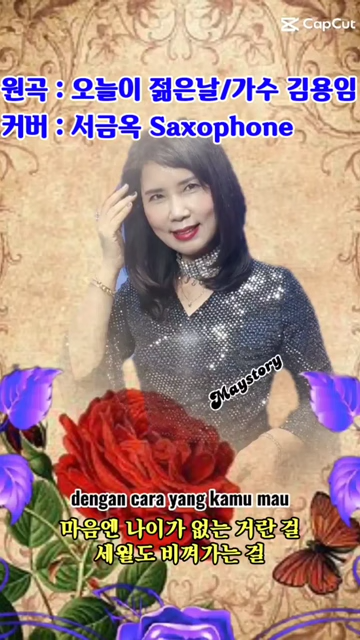 CapCut
원곡 : 오늘이 젊은날/가수 김용임
커버 : 서금옥 Saxophone
Maystory
dengan cara yang kamu mau
마음엔 나이가 없는 거란 걸
세월도 비껴가는 걸